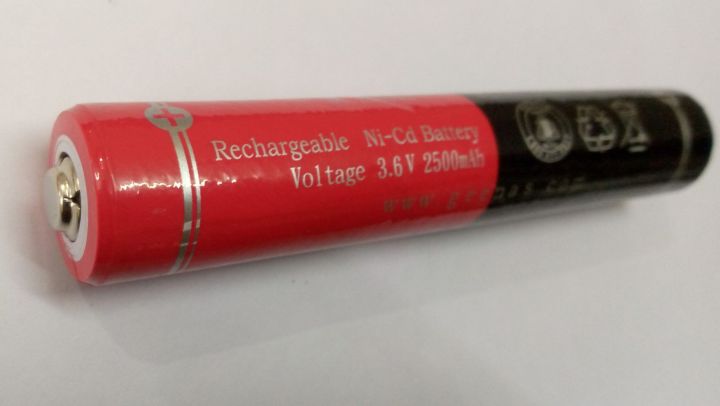 Rechargeable Ni-Cd Battery
Voltage 3.6V 2500mAh